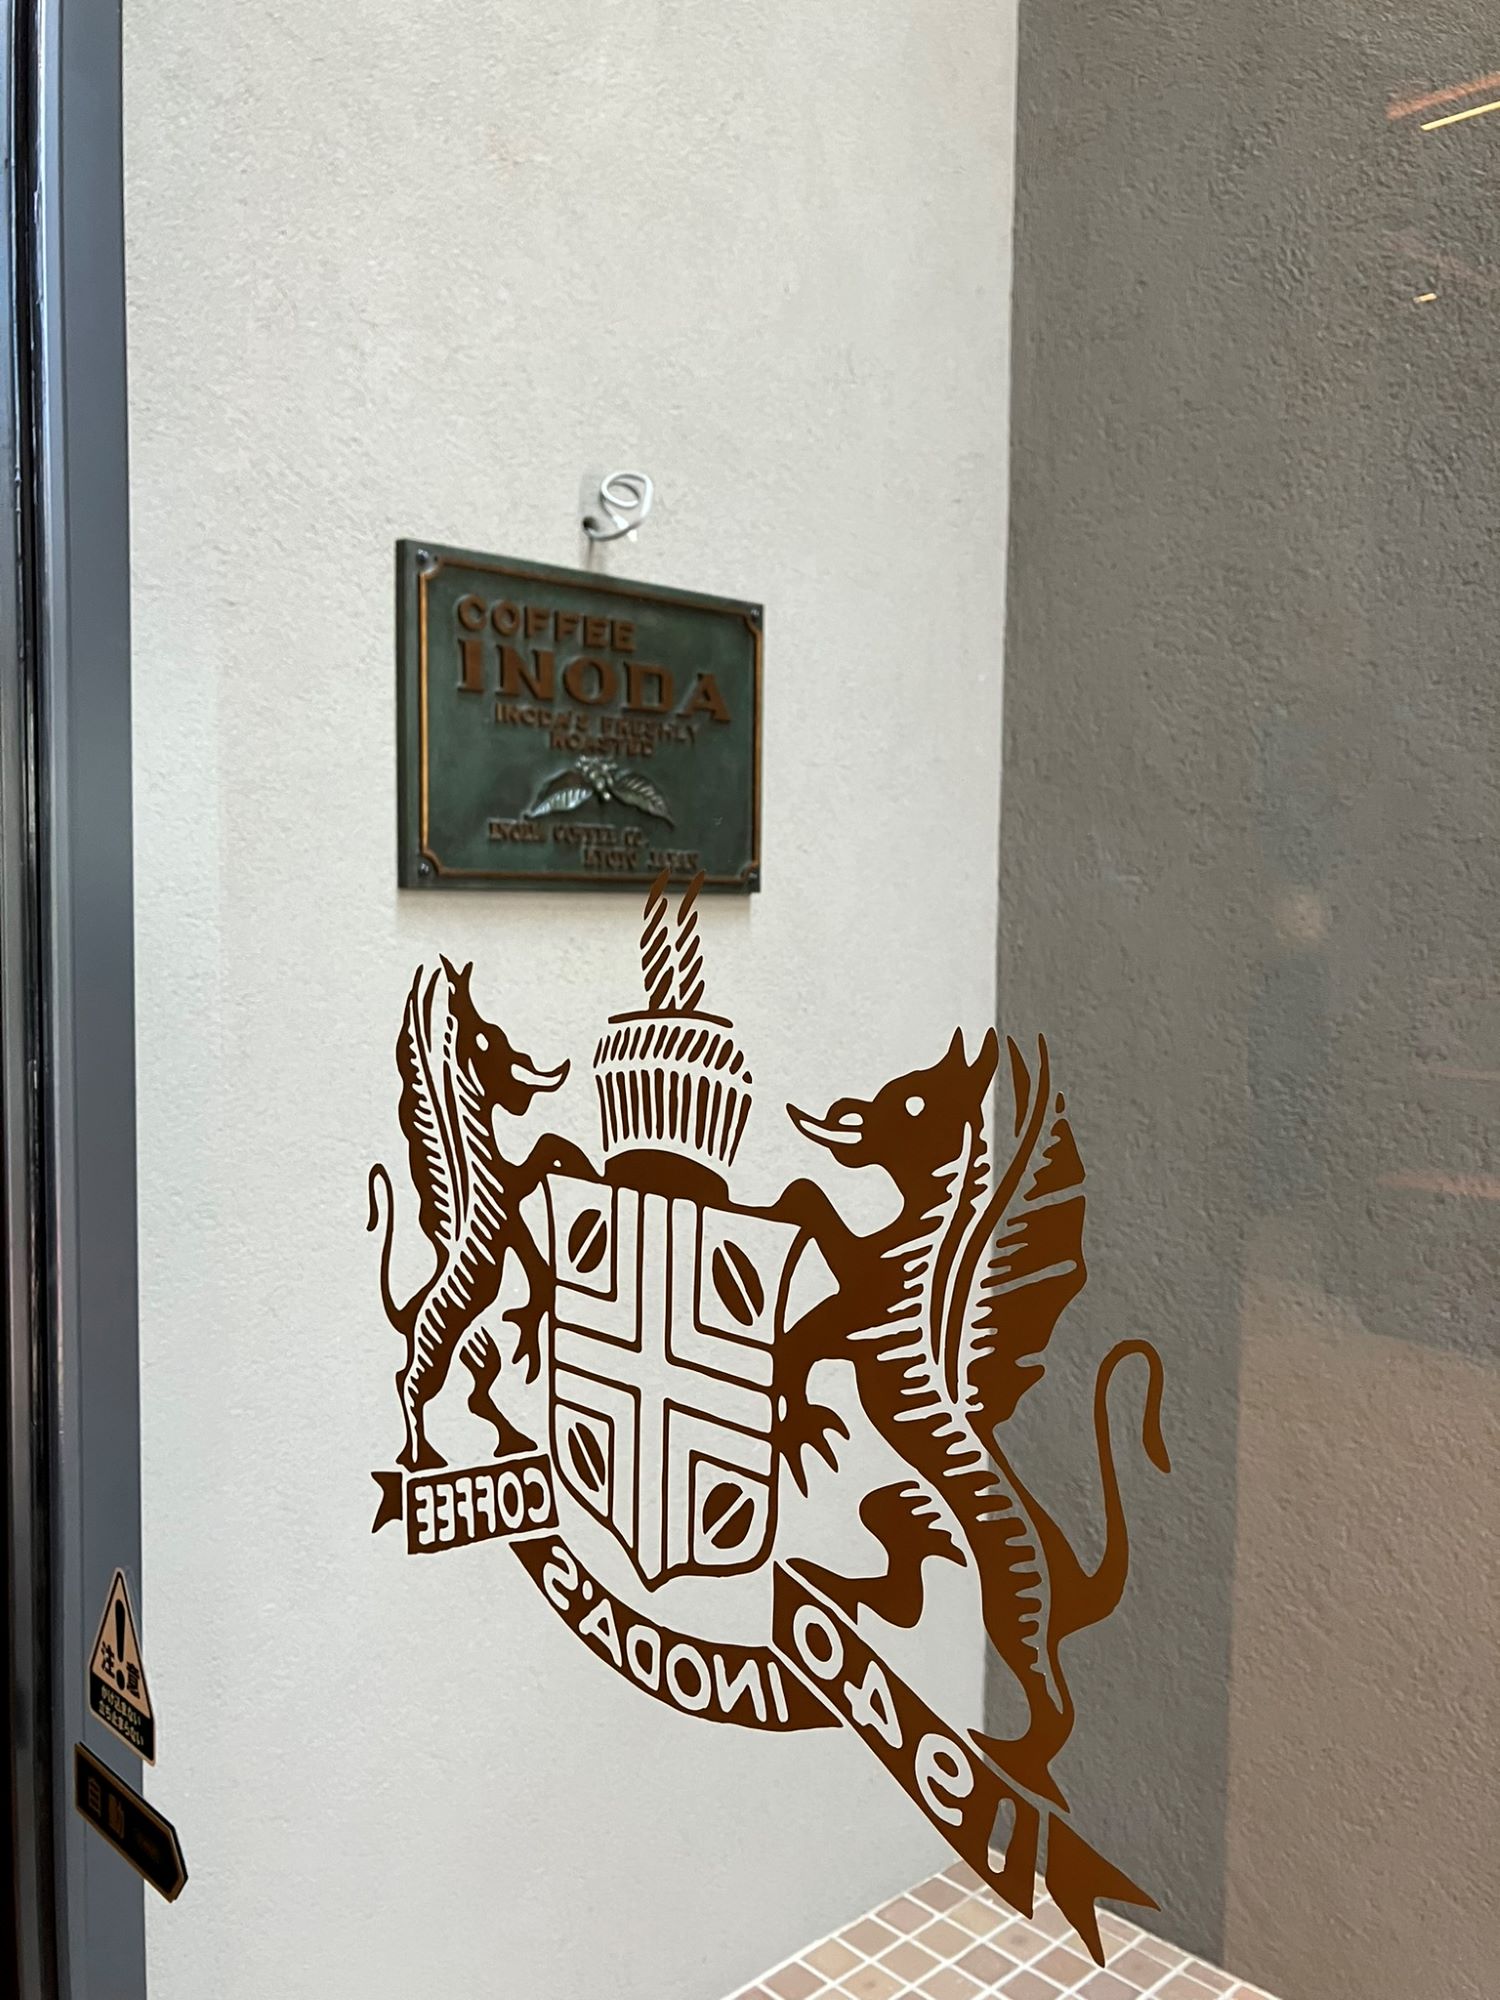 COFFEE
INODA
INODA'S FRESHLY
ROASTED
INODA COFFEE CO.
KYOTO JAPAN
1940
INODA'S
COFFEE
注意
自動